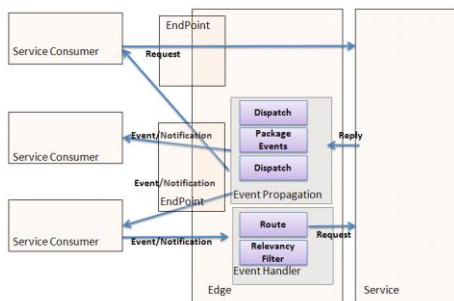 EndPoint
Service Consumer
Request
Dispatch
Event/Notification
Package
Events
Reply
Service Consumer
Dispatch
Event/Notification
Event Propagation
EndPoint
Route
Service Consumer
Event/Notification
Request
Relevancy
Filter
Event Handler
Edge
Service